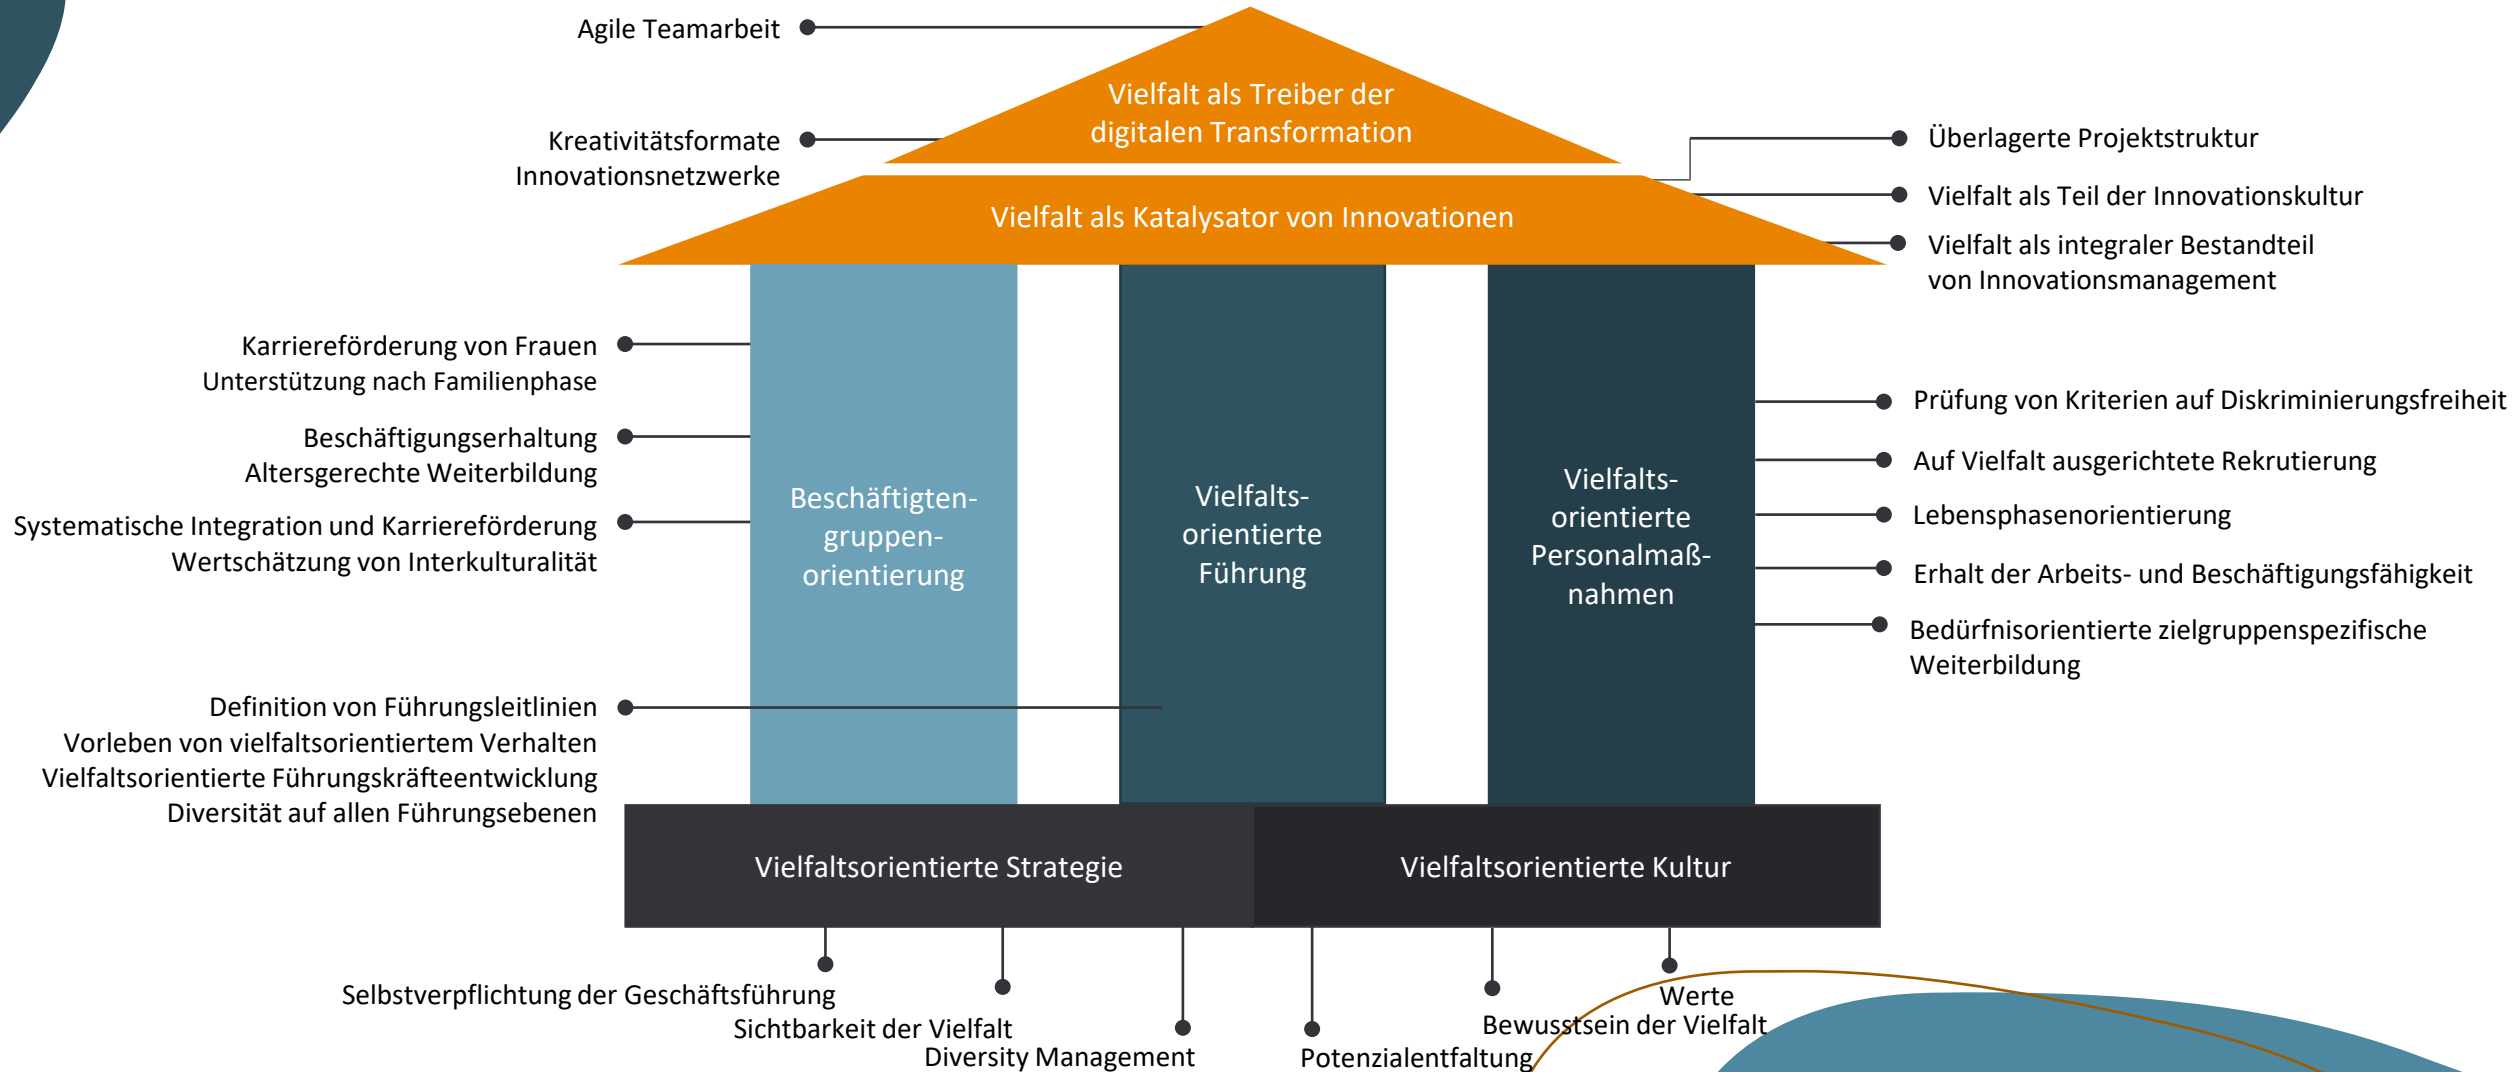 Agile Teamarbeit
Vielfalt als Treiber der
digitalen Transformation
Kreativitätsformate
Innovationsnetzwerke
Überlagerte Projektstruktur
Vielfalt als Teil der Innovationskultur
Vielfalt als integraler Bestandteil
von Innovationsmanagement
Vielfalt als Katalysator von Innovationen
Karriereförderung von Frauen
Unterstützung nach Familienphase
Beschäftigungserhaltung
Altersgerechte Weiterbildung
Systematische Integration und Karriereförderung
Wertschätzung von Interkulturalität
Definition von Führungsleitlinien
Vorleben von vielfaltsorientiertem Verhalten
Vielfaltsorientierte Führungskräfteentwicklung
Diversität auf allen Führungsebenen
Beschäftigten-
gruppen-
orientierung
Vielfalts-
orientierte
Führung
Vielfalts-
orientierte
Personalmaß-
nahmen
Prüfung von Kriterien auf Diskriminierungsfreiheit
Auf Vielfalt ausgerichtete Rekrutierung
Lebensphasenorientierung
Erhalt der Arbeits- und Beschäftigungsfähigkeit
Bedürfnisorientierte zielgruppenspezifische
Weiterbildung
Vielfaltsorientierte Strategie
Vielfaltsorientierte Kultur
Selbstverpflichtung der Geschäftsführung
Sichtbarkeit der Vielfalt
Diversity Management
Potenzialentfaltung
Bewusstsein der Vielfalt
Werte